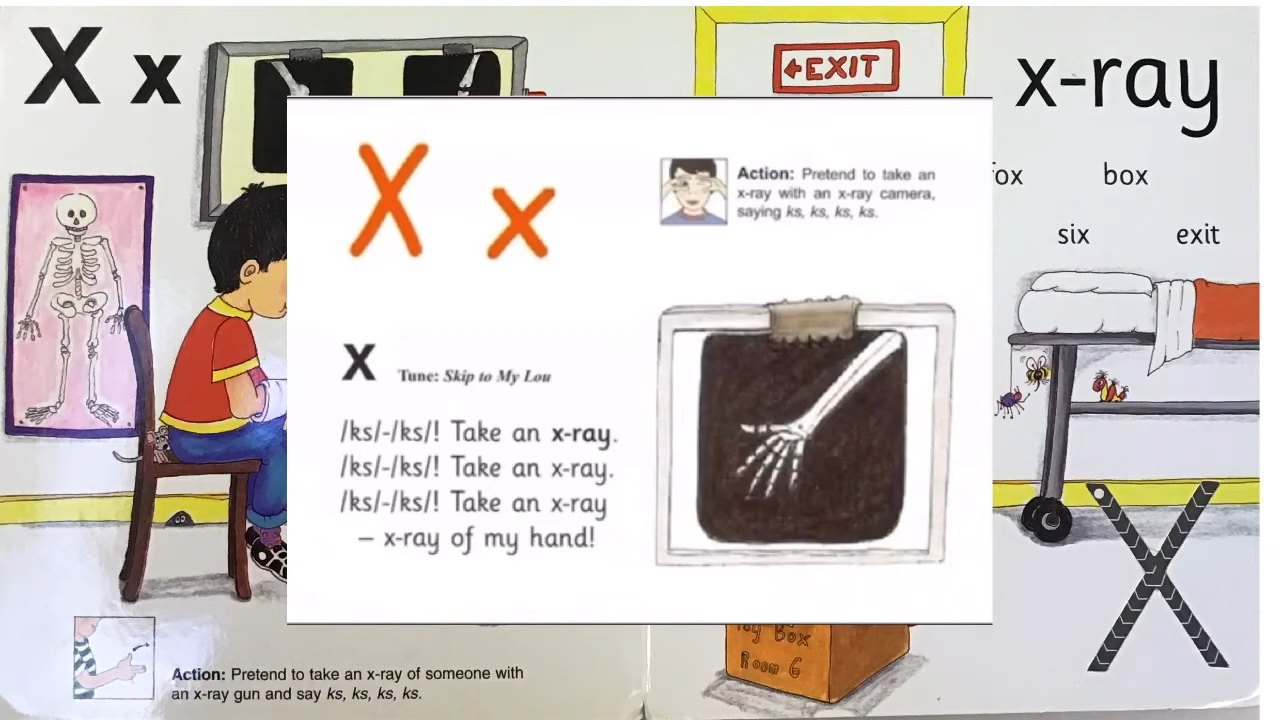 X x
EXIT
x-ray
fox box
six exit
X x
Action: Pretend to take an
x-ray with an x-ray camera,
saying ks, ks, ks, ks.
x Tune: Skip to My Lou
/ks/-/ks/! Take an x-ray.
/ks/-/ks/! Take an x-ray.
/ks/-/ks/! Take an x-ray
– x-ray of my hand!
X
Box
Room 6
Action: Pretend to take an x-ray of someone with
an x-ray gun and say ks, ks, ks, ks.